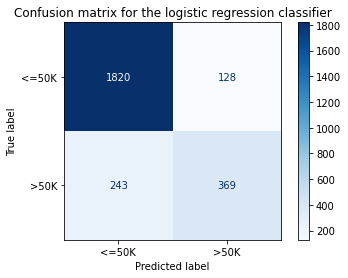 Confusion matrix for the logistic regression classifier
True label
<=50K
1820
128
>50K
243
369
<=50K
>50K
Predicted label
1800
1600
1400
1200
1000
800
600
400
200